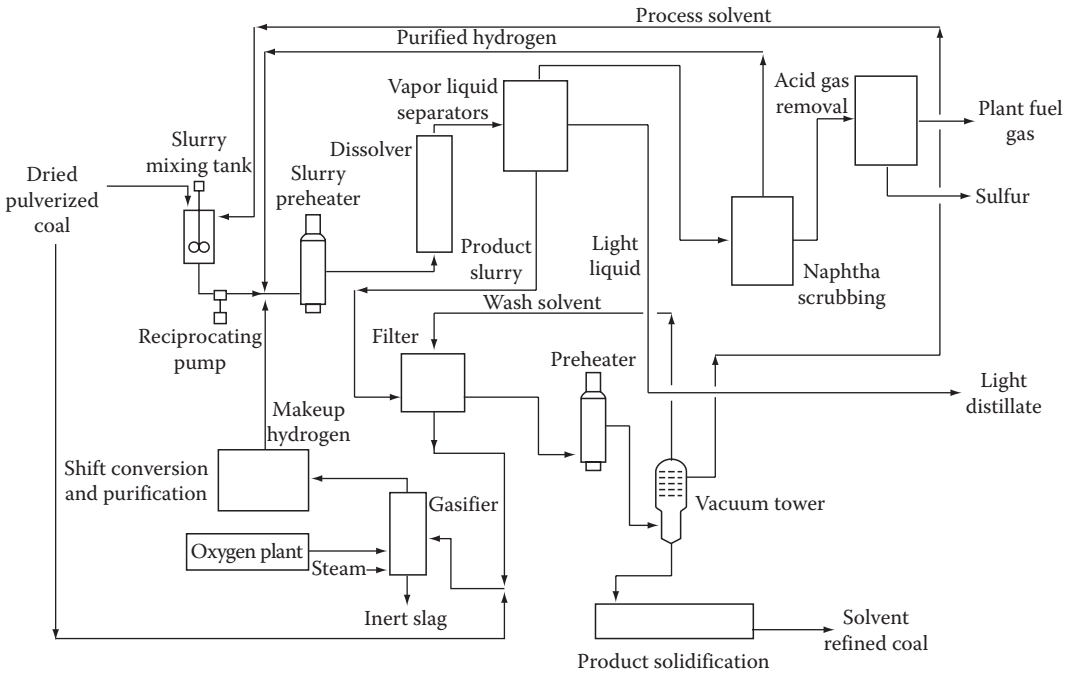 Process solvent
Purified hydrogen
Vapor liquid
separators
Acid gas
removal
Plant fuel
gas
Slurry
mixing tank
Dissolver
Slurry
preheater
Dried
pulverized
coal
Sulfur
Product
slurry
Light
liquid
Naphtha
scrubbing
Wash solvent
Reciprocating
pump
Filter
Preheater
Light
distillate
Makeup
hydrogen
Shift conversion
and purification
Gasifier
Vacuum tower
Oxygen plant
Steam
Inert slag
Solvent
refined coal
Product solidification